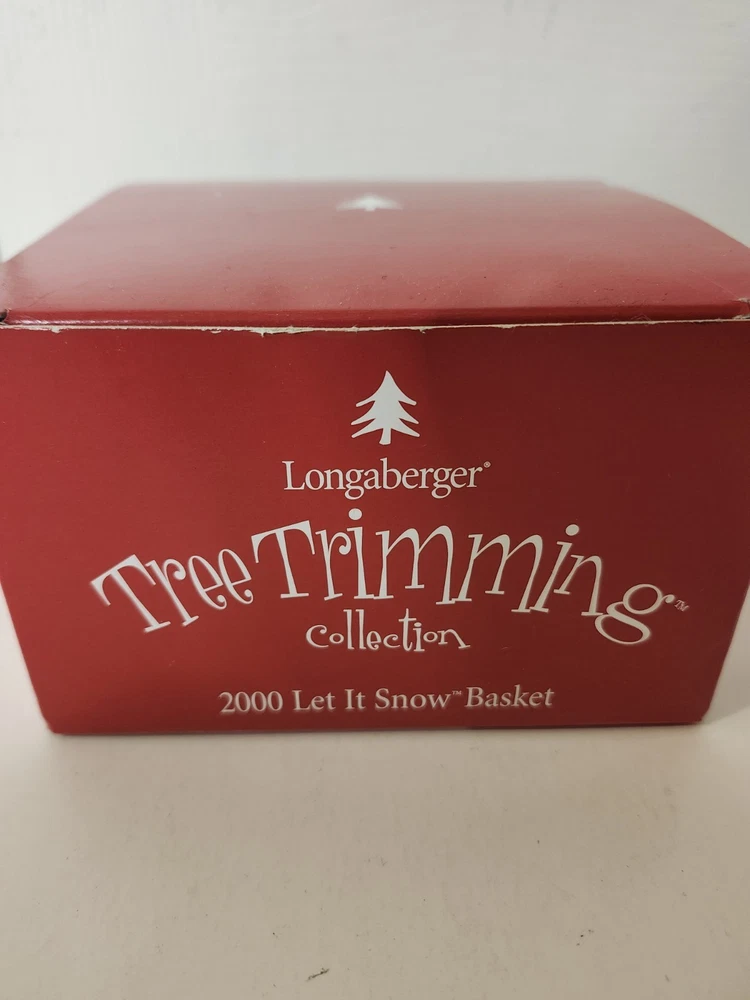 Longaberger®
Tree Trimming™
collection
2000 Let It Snow™ Basket